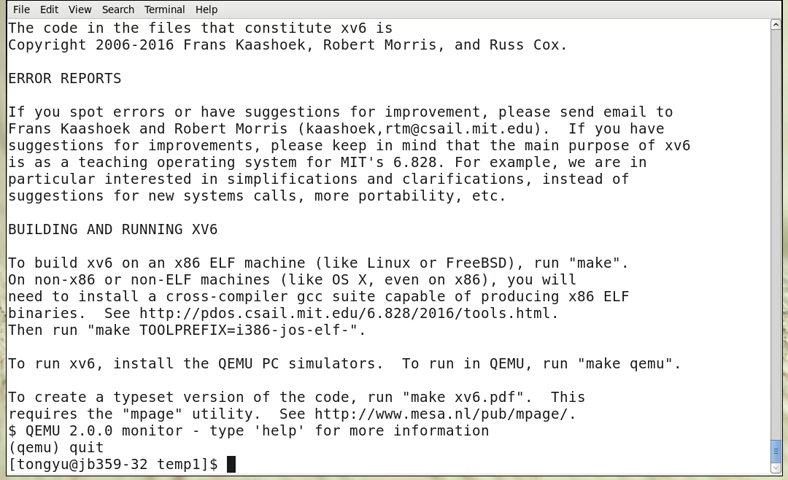 File Edit View Search Terminal Help
The code in the files that constitute xv6 is
Copyright 2006-2016 Frans Kaashoek, Robert Morris, and Russ Cox.
ERROR REPORTS
If you spot errors or have suggestions for improvement, please send email to
Frans Kaashoek and Robert Morris (kaashoek,rtm@csail.mit.edu).  If you have
suggestions for improvements, please keep in mind that the main purpose of xv6
is as a teaching operating system for MIT's 6.828. For example, we are in
particular interested in simplifications and clarifications, instead of
suggestions for new systems calls, more portability, etc.
BUILDING AND RUNNING XV6
To build xv6 on an x86 ELF machine (like Linux or FreeBSD), run "make".
On non-x86 or non-ELF machines (like OS X, even on x86), you will
need to install a cross-compiler gcc suite capable of producing x86 ELF
binaries.  See http://pdos.csail.mit.edu/6.828/2016/tools.html.
Then run "make TOOLPREFIX=i386-jos-elf-".
To run xv6, install the QEMU PC simulators.  To run in QEMU, run "make qemu".
To create a typeset version of the code, run "make xv6.pdf".  This
requires the "mpage" utility.  See http://www.mesa.nl/pub/mpage/.
$ QEMU 2.0.0 monitor - type 'help' for more information
(qemu) quit
[tongyu@jb359-32 temp1]$